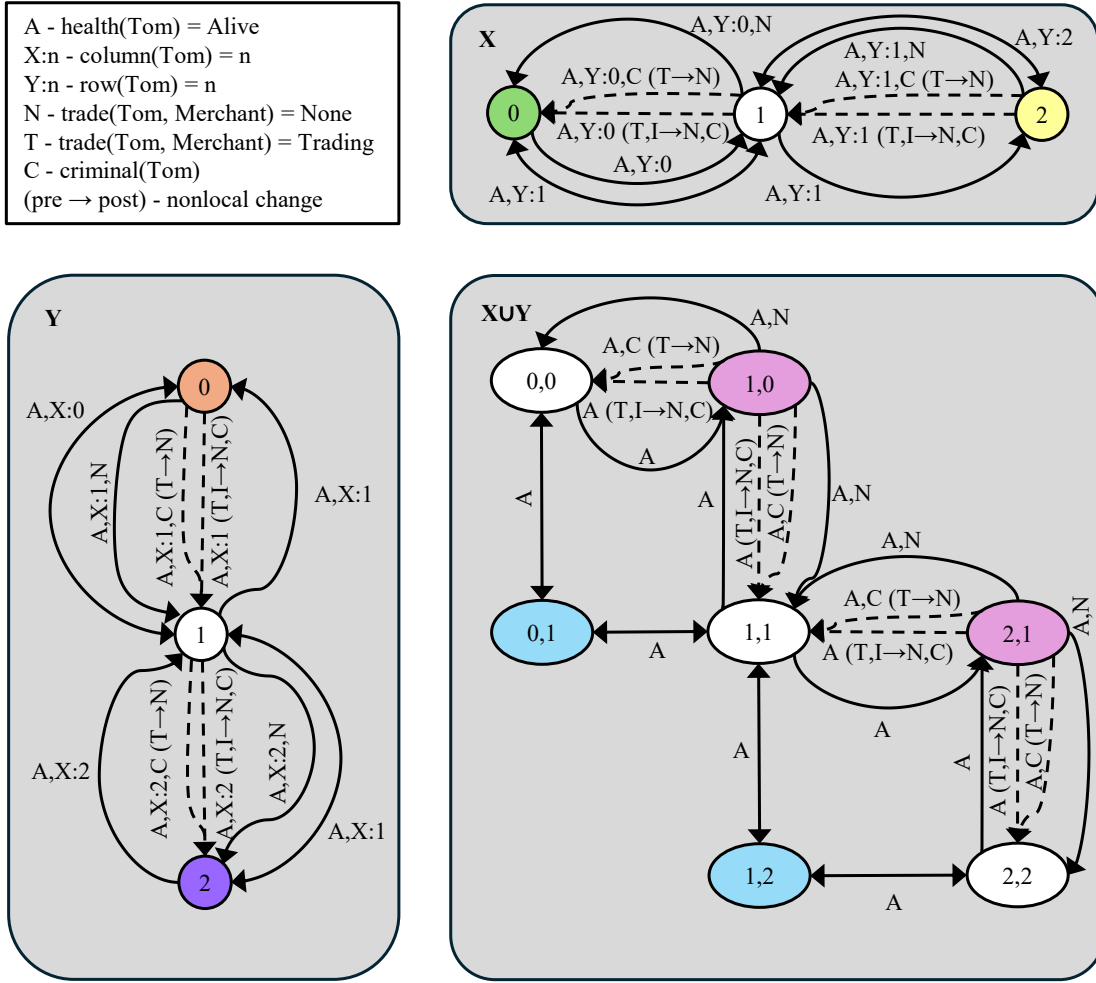 A - health(Tom) = Alive
X:n - column(Tom) = n
Y:n - row(Tom) = n
N - trade(Tom, Merchant) = None
T - trade(Tom, Merchant) = Trading
C - criminal(Tom)
(pre → post) - nonlocal change
X
A,Y:0,N
A,Y:2
A,Y:1,N
A,Y:0,C (T→N)
A,Y:1,C (T→N)
0
1
2
A,Y:0 (T,I→N,C)
A,Y:1 (T,I→N,C)
A,Y:0
A,Y:1
A,Y:1
Y
0
A,X:0
A,X:1,N
A,X:1,C (T→N)
A,X:1 (T,I→N,C)
A,X:1
1
A,X:2
A,X:2,C (T→N)
A,X:2 (T,I→N,C)
A,X:2,N
A,X:1
2
X∪Y
A,N
A,C (T→N)
0,0
1,0
A (T,I→N,C)
A
A
A
A (T,I→N,C)
A,C (T→N)
A,N
A,N
A,C (T→N)
A,N
0,1
1,1
2,1
A
A (T,I→N,C)
A
A
A
A (T,I→N,C)
A,C (T→N)
1,2
2,2
A